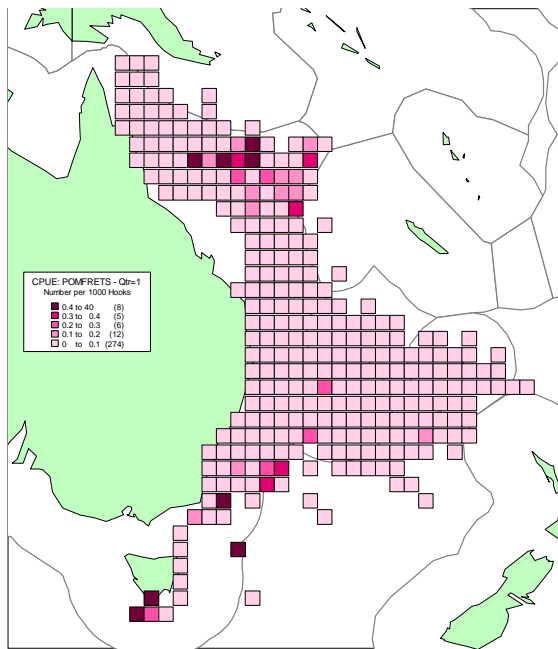 CPUE: POMFRETS - Qtr=1
Number per 1000 Hooks
0.4 to 40 (8)
0.3 to 0.4 (5)
0.2 to 0.3 (6)
0.1 to 0.2 (12)
0 to 0.1 (274)